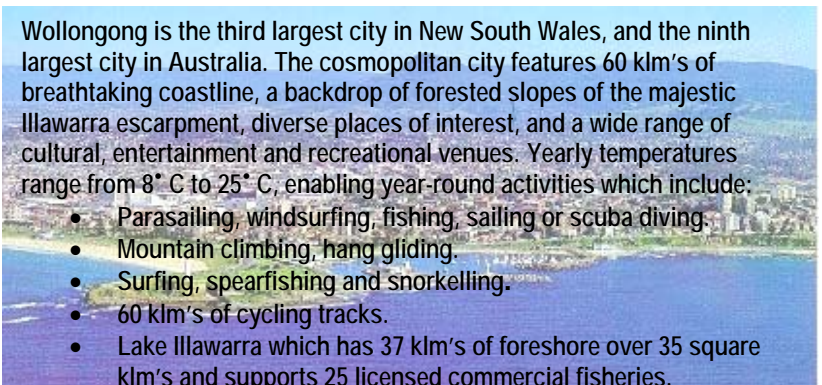 Wollongong is the third largest city in New South Wales, and the ninth
largest city in Australia. The cosmopolitan city features 60 klm's of
breathtaking coastline, a backdrop of forested slopes of the majestic
Illawarra escarpment, diverse places of interest, and a wide range of
cultural, entertainment and recreational venues. Yearly temperatures
range from 8° C to 25° C, enabling year-round activities which include:
• Parasailing, windsurfing, fishing, sailing or scuba diving.
• Mountain climbing, hang gliding.
• Surfing, spearfishing and snorkelling.
• 60 klm's of cycling tracks.
• Lake Illawarra which has 37 klm's of foreshore over 35 square
klm's and supports 25 licensed commercial fisheries.